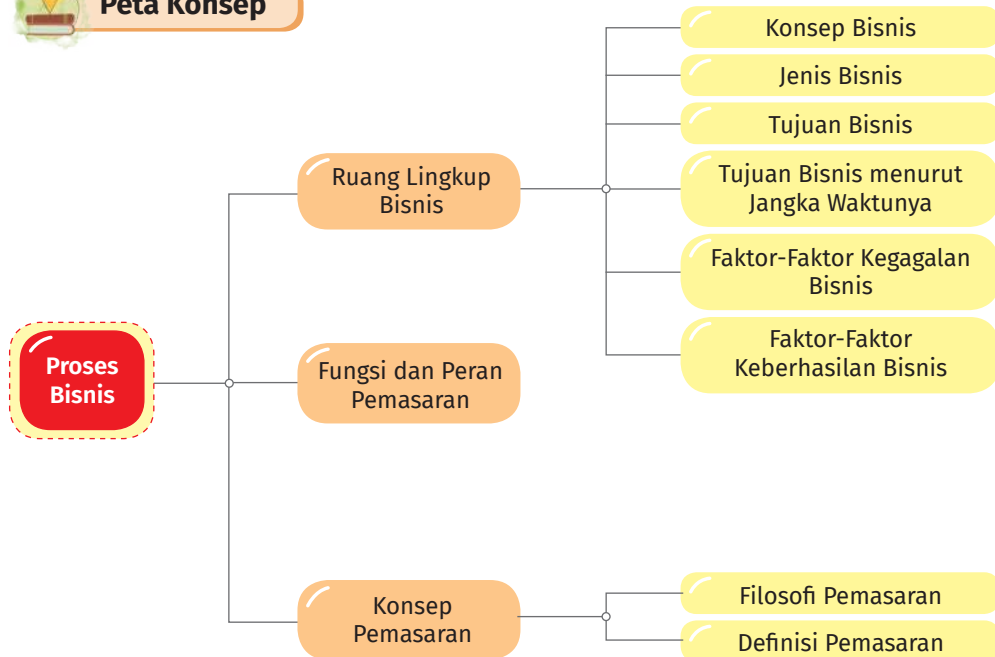 Peta Konsep
Konsep Bisnis
Jenis Bisnis
Tujuan Bisnis
Tujuan Bisnis menurut
Jangka Waktunya
Faktor-Faktor Kegagalan
Bisnis
Faktor-Faktor
Keberhasilan Bisnis
Ruang Lingkup
Bisnis
Proses
Bisnis
Fungsi dan Peran
Pemasaran
Konsep
Pemasaran
Filosofi Pemasaran
Definisi Pemasaran